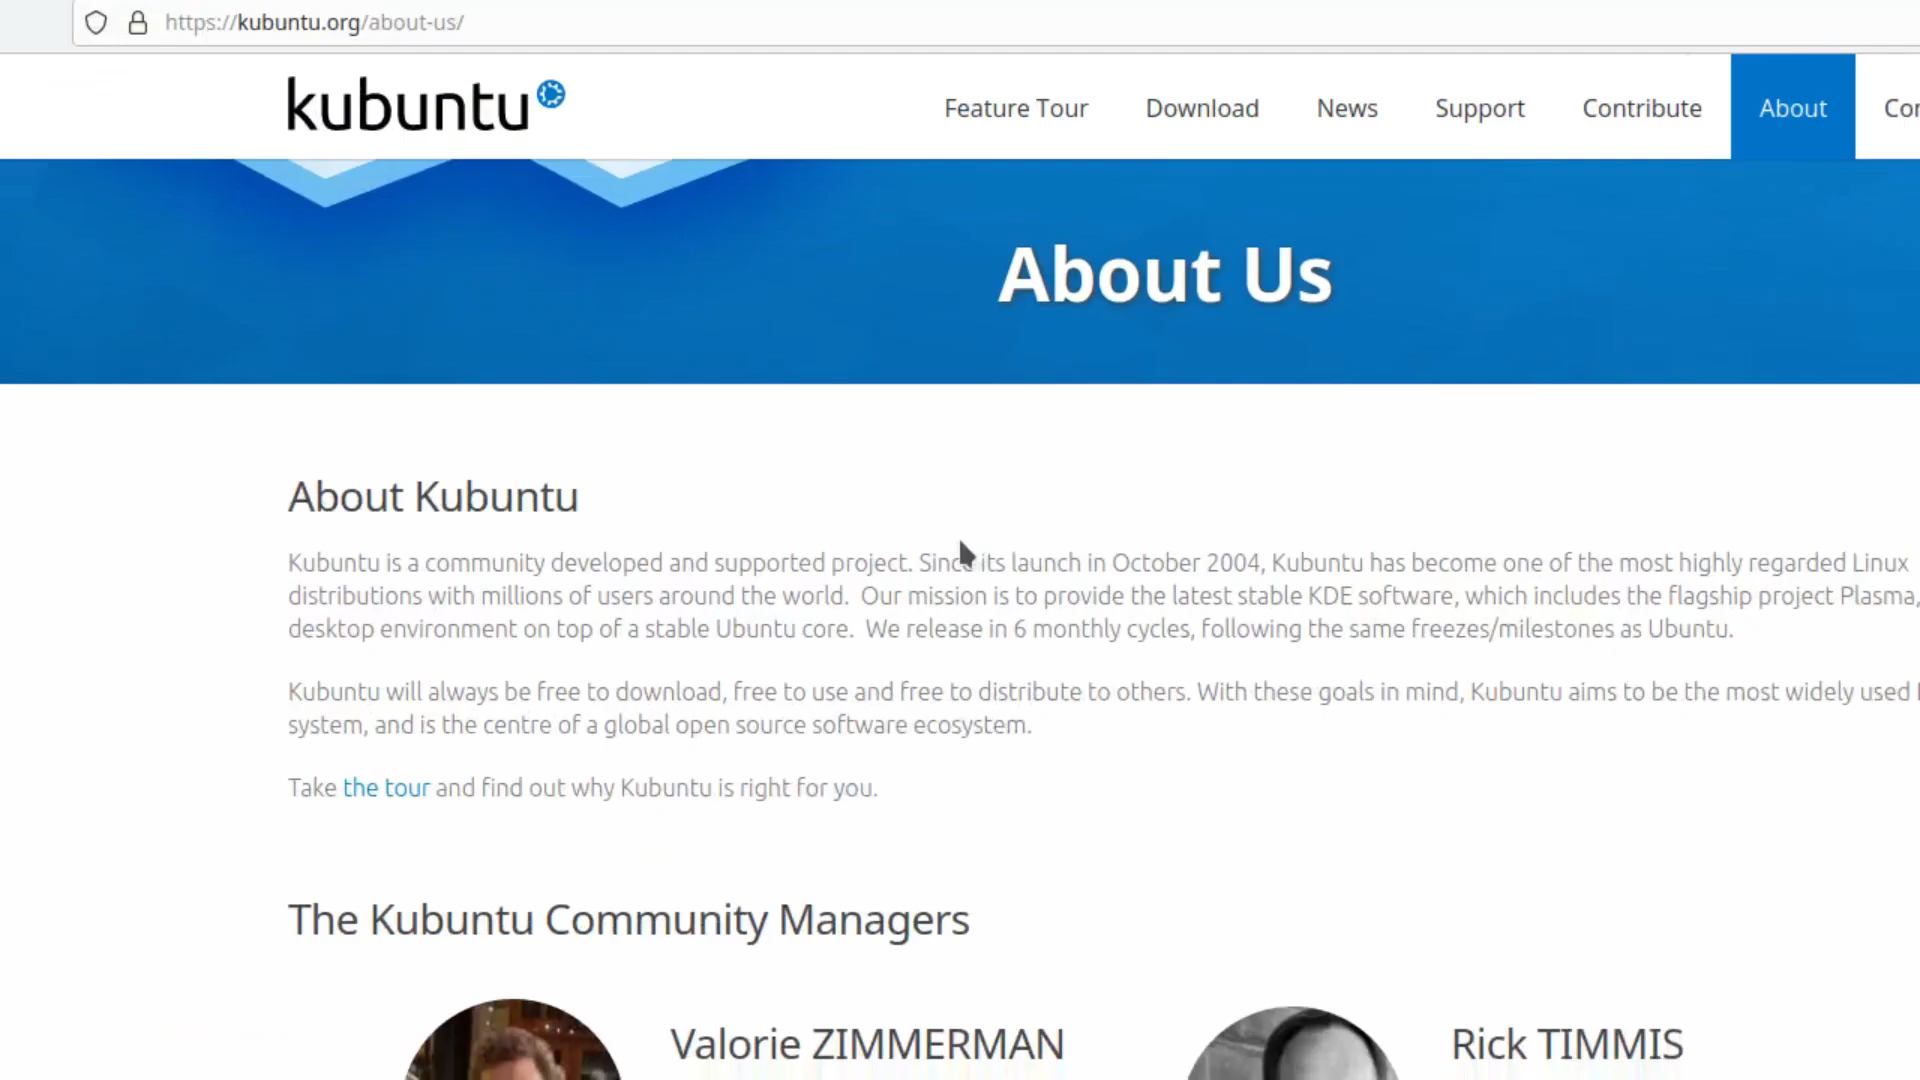 https://kubuntu.org/about-us/
kubuntu
Feature Tour Download News Support Contribute About
About Us
About Kubuntu
Kubuntu is a community developed and supported project. Since its launch in October 2004, Kubuntu has become one of the most highly regarded Linux
distributions with millions of users around the world. Our mission is to provide the latest stable KDE software, which includes the flagship project Plasma,
desktop environment on top of a stable Ubuntu core. We release in 6 monthly cycles, following the same freezes/milestones as Ubuntu.
Kubuntu will always be free to download, free to use and free to distribute to others. With these goals in mind, Kubuntu aims to be the most widely used
system, and is the centre of a global open source software ecosystem.
Take the tour and find out why Kubuntu is right for you.
The Kubuntu Community Managers
Valorie ZIMMERMAN
Rick TIMMIS